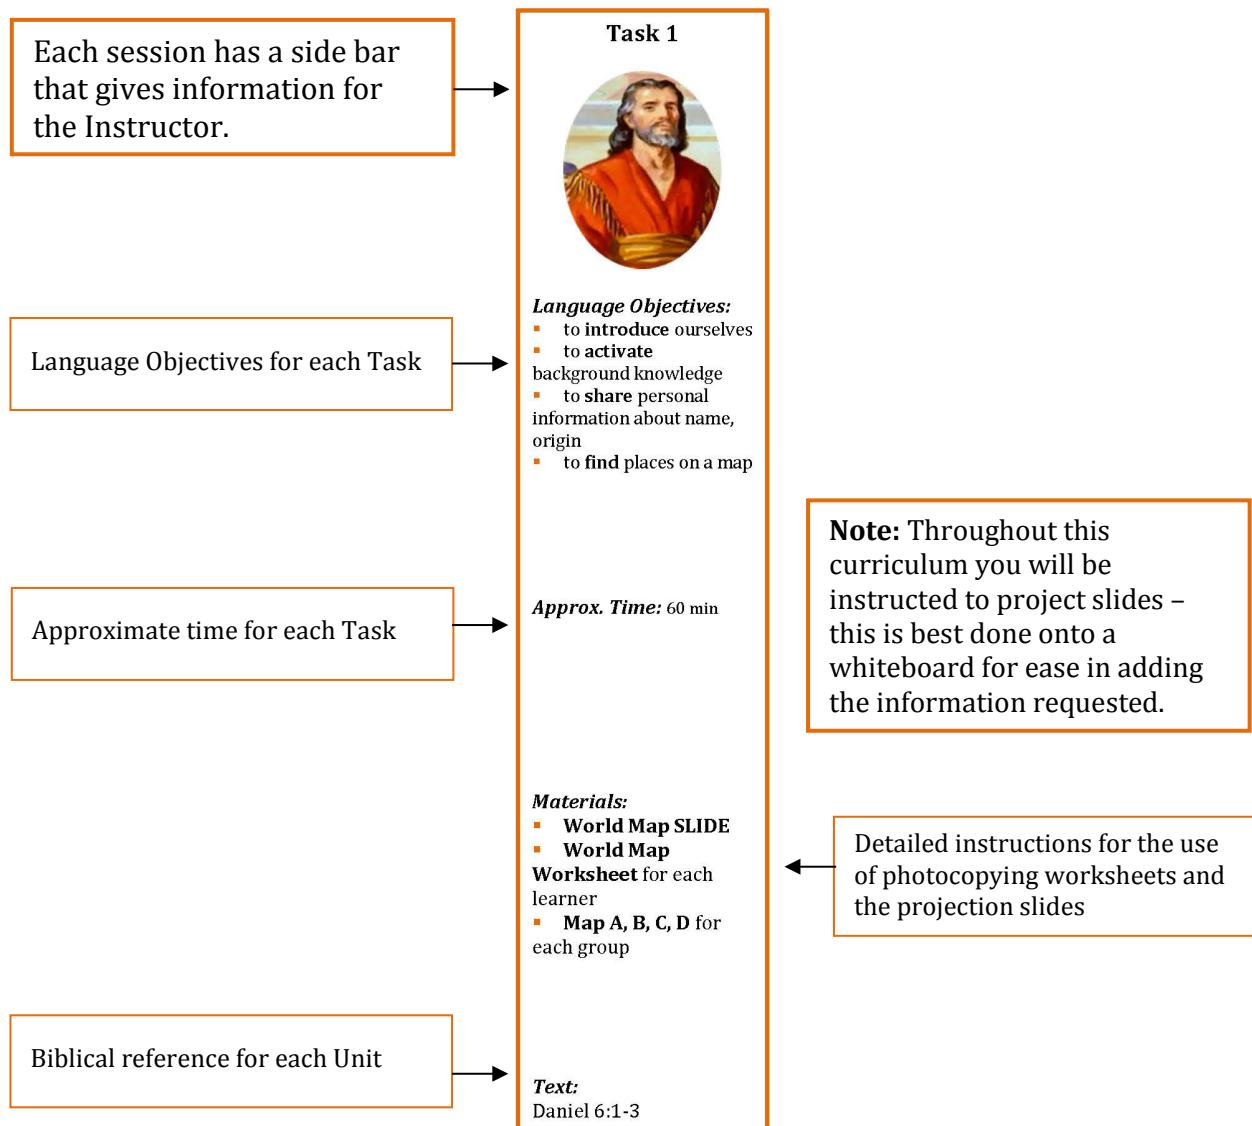 Each session has a side bar
that gives information for
the Instructor.
Language Objectives for each Task
Approximate time for each Task
Biblical reference for each Unit
Task 1
Language Objectives:
▪ to introduce ourselves
▪ to activate
background knowledge
▪ to share personal
information about name,
origin
▪ to find places on a map
Approx. Time: 60 min
Materials:
▪ World Map SLIDE
▪ World Map
Worksheet for each
learner
▪ Map A, B, C, D for
each group
Text:
Daniel 6:1-3
Note: Throughout this
curriculum you will be
instructed to project slides –
this is best done onto a
whiteboard for ease in adding
the information requested.
Detailed instructions for the use
of photocopying worksheets and
the projection slides